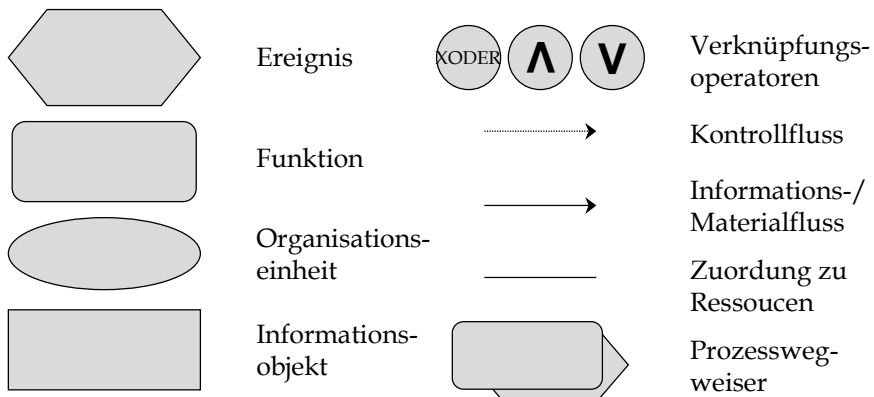 Ereignis
Funktion
Organisations-
einheit
Informations-
objekt
XODER Λ V
Verknüpfungs-
operatoren
Kontrollfluss
Informations-/
Materialfluss
Zuordung zu
Ressoucen
Prozessweg-
weiser